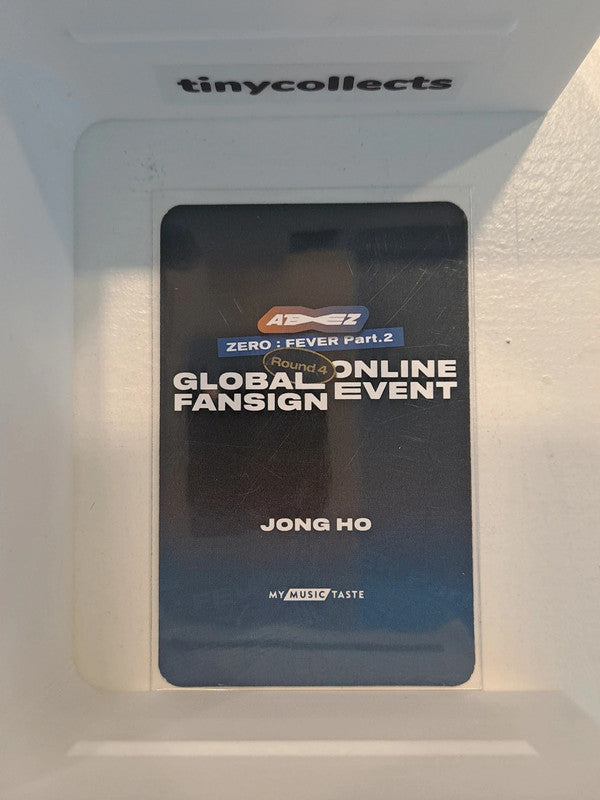 tinycollects
ATEEZ
ZERO : FEVER Part.2
Round 4
GLOBAL ONLINE
FANSIGN EVENT
JONG HO
MY MUSIC TASTE